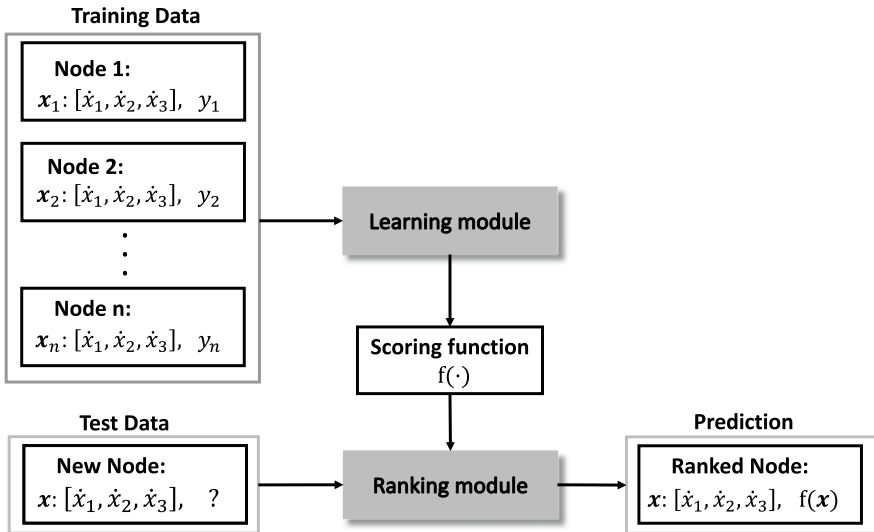 Training Data
Node 1:
𝒙₁: [ẋ₁, ẋ₂, ẋ₃], y₁
Node 2:
𝒙₂: [ẋ₁, ẋ₂, ẋ₃], y₂
⋮
Node n:
𝒙ₙ: [ẋ₁, ẋ₂, ẋ₃], yₙ
Learning module
Scoring function
f(·)
Test Data
New Node:
𝒙: [ẋ₁, ẋ₂, ẋ₃], ?
Ranking module
Prediction
Ranked Node:
𝒙: [ẋ₁, ẋ₂, ẋ₃], f(𝒙)